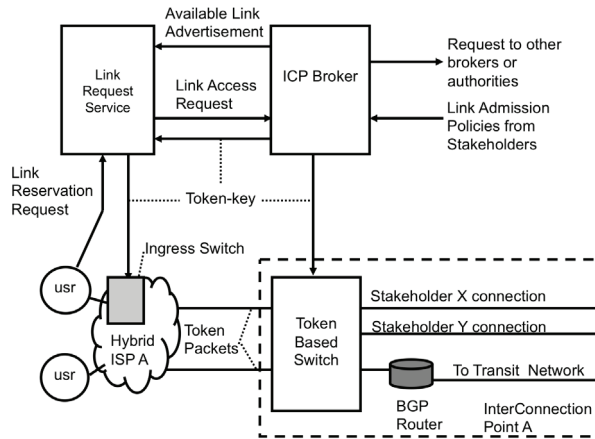 Available Link
Advertisement
Link
Request
Service
ICP Broker
Request to other
brokers or
authorities
Link Access
Request
Link Admission
Policies from
Stakeholders
Link
Reservation
Request
Token-key
Ingress Switch
usr
Hybrid
ISP A
usr
Token
Packets
Token
Based
Switch
Stakeholder X connection
Stakeholder Y connection
To Transit Network
BGP
Router
InterConnection
Point A